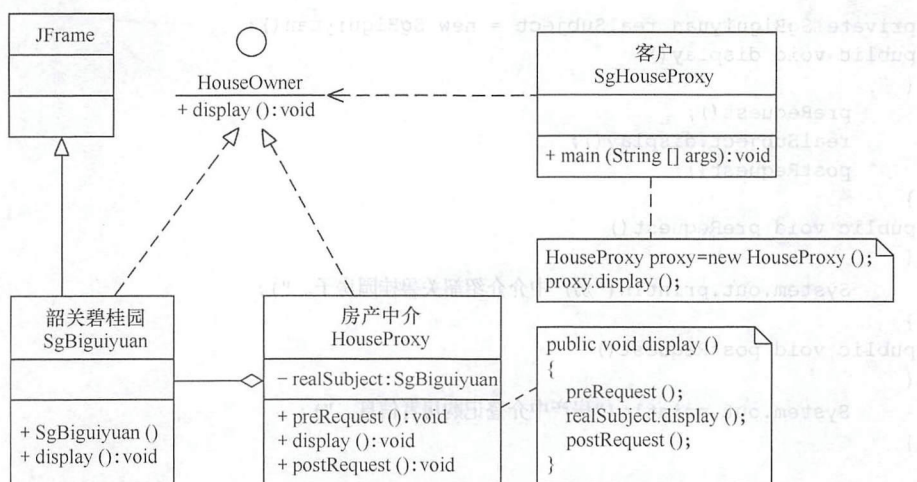 JFrame
HouseOwner
+ display ():void
客户
SgHouseProxy
+ main (String [] args):void
HouseProxy proxy=new HouseProxy ();
proxy.display ();
韶关碧桂园
SgBiguiyuan
+ SgBiguiyuan ()
+ display ():void
房产中介
HouseProxy
− realSubject:SgBiguiyuan
+ preRequest ():void
+ display ():void
+ postRequest ():void
public void display ()
{
preRequest ();
realSubject.display ();
postRequest ();
}